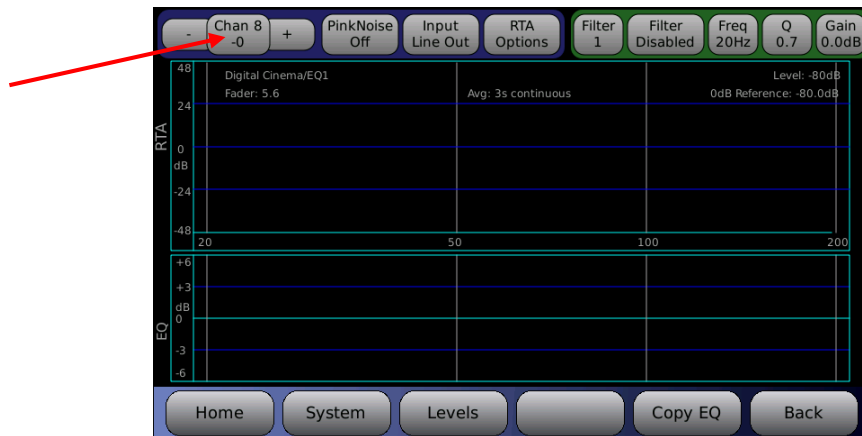 -
Chan 8
-0
+
PinkNoise
Off
Input
Line Out
RTA
Options
Filter
1
Filter
Disabled
Freq
20Hz
Q
0.7
Gain
0.0dB
48
Digital Cinema/EQ1
Level: -80dB
Fader: 5.6
Avg: 3s continuous
0dB Reference: -80.0dB
24
RTA
0
dB
-24
-48
20
50
100
200
+6
+3
dB
0
EQ
-3
-6
Home
System
Levels
Copy EQ
Back